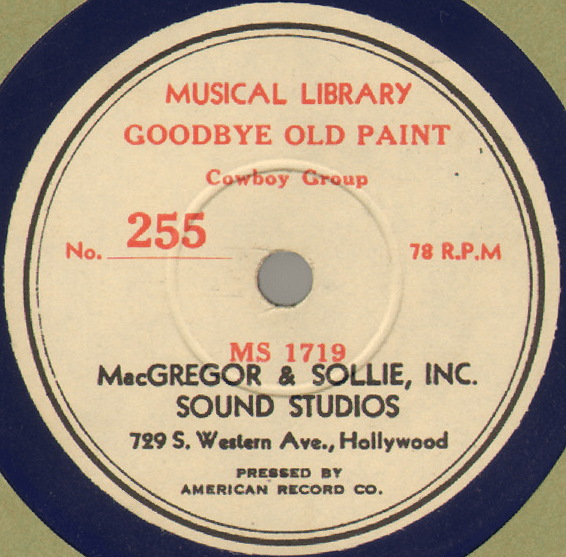 MUSICAL LIBRARY
GOODBYE OLD PAINT
Cowboy Group
No. 255
78 R.P.M
MS 1719
MacGREGOR & SOLLIE, INC.
SOUND STUDIOS
729 S. Western Ave., Hollywood
PRESSED BY
AMERICAN RECORD CO.